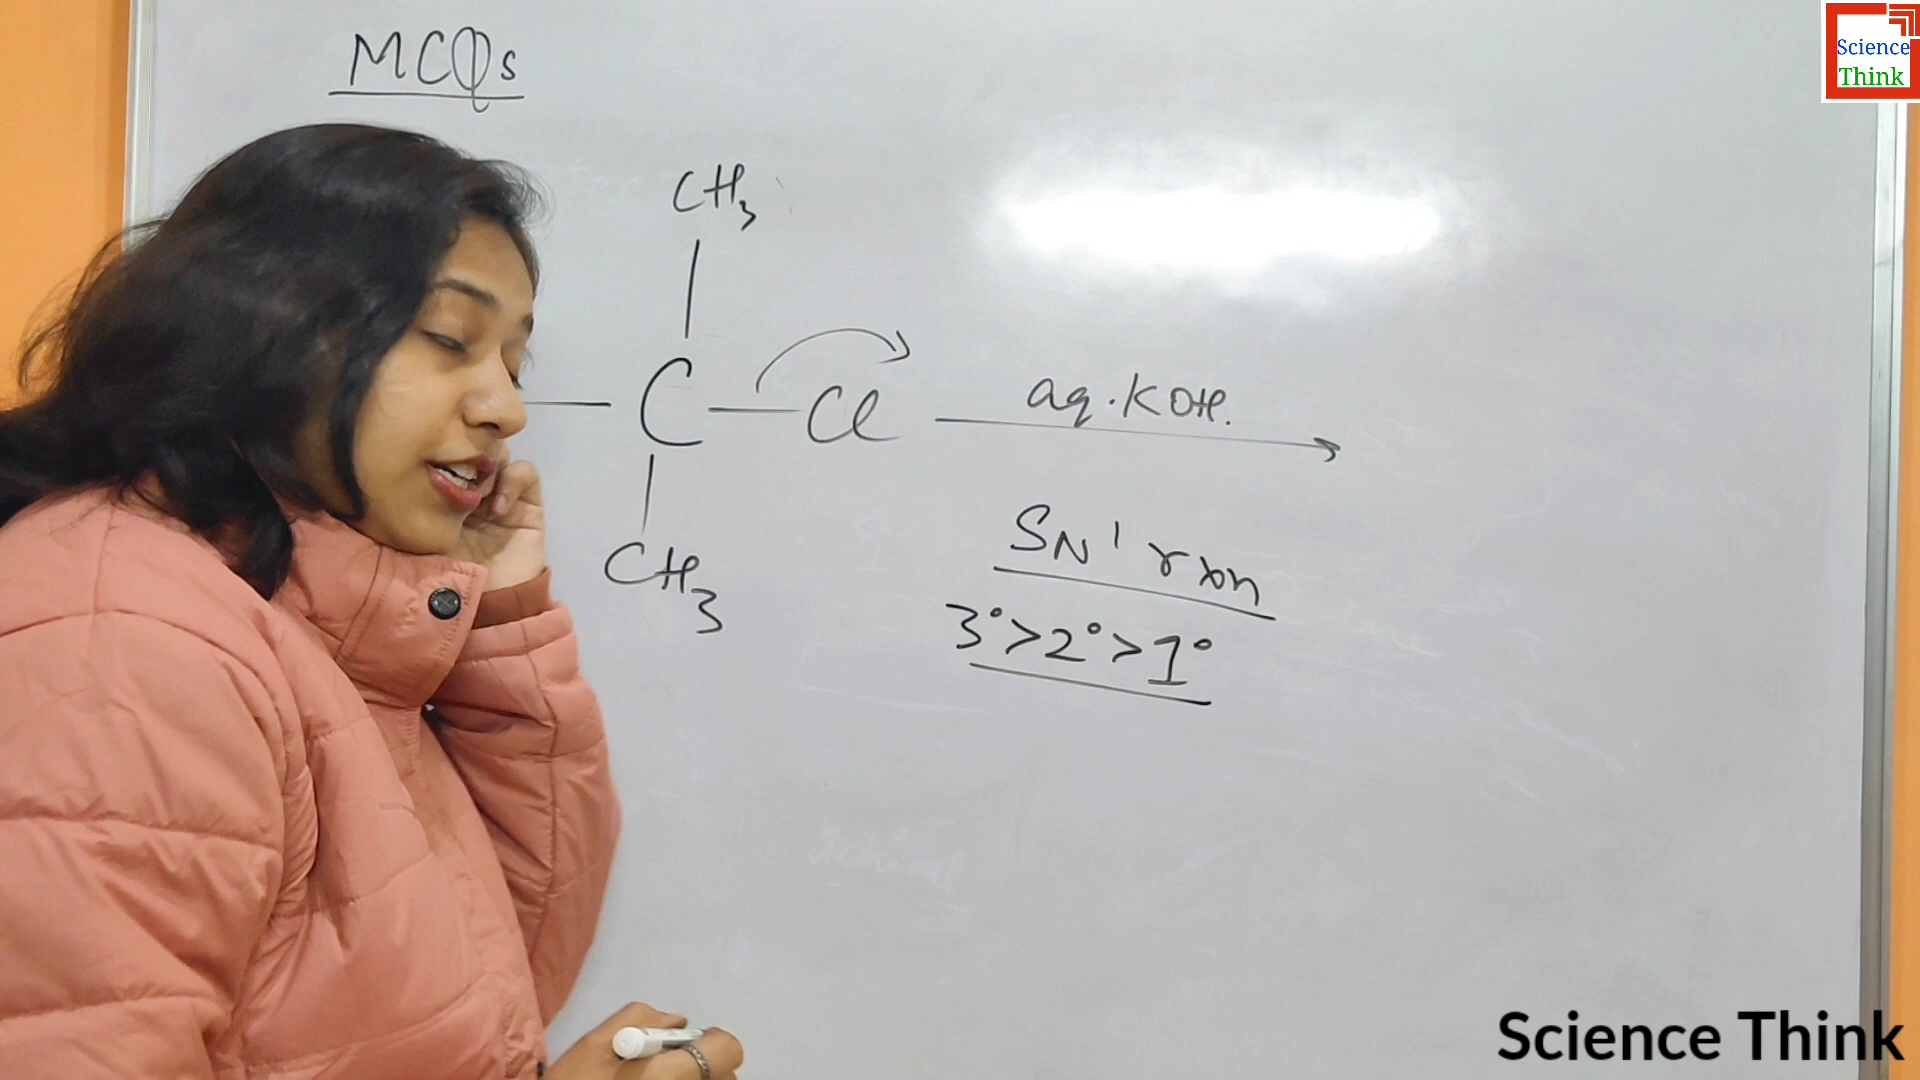 MCQs
Science
Think
CH3
C Cl aq. KOH.
SN1 rxn
CH3
3°>2°>1°
Science Think